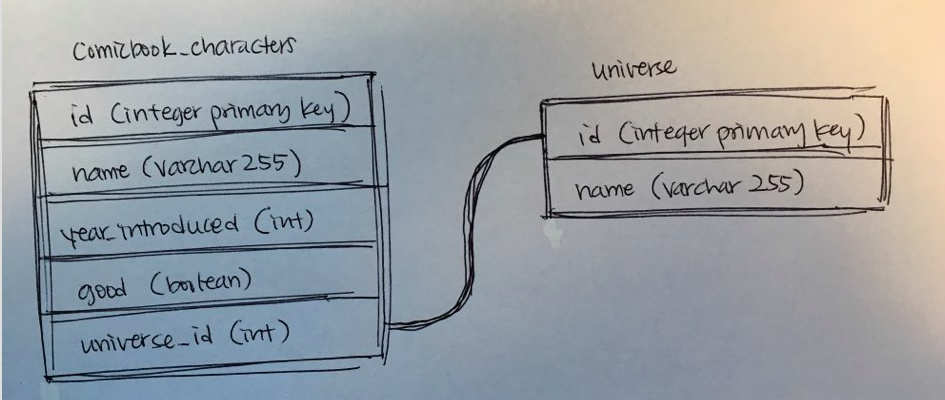 Comicbook_characters
id (integer primary key)
name (varchar 255)
year_introduced (int)
good (boolean)
universe_id (int)
universe
id (integer primary key)
name (varchar 255)